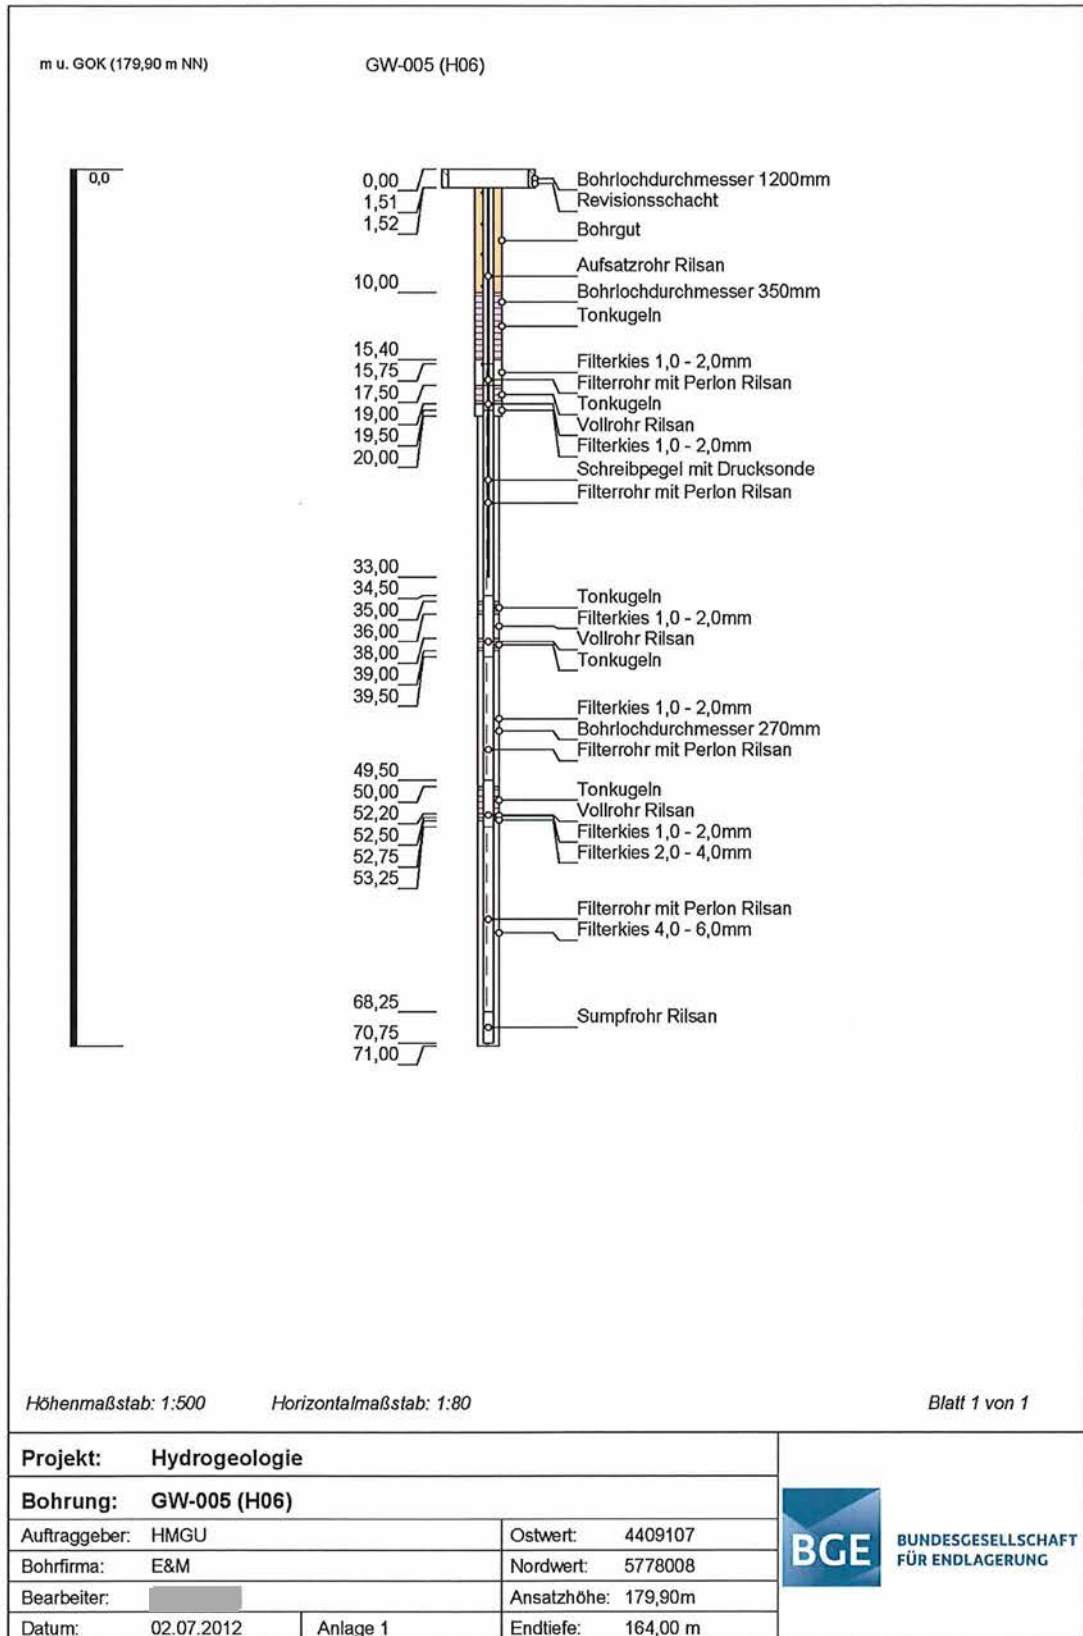 m u. GOK (179,90 m NN)
GW-005 (H06)
0,0
0,00
1,51
1,52
10,00
15,40
15,75
17,50
19,00
19,50
20,00
33,00
34,50
35,00
36,00
38,00
39,00
39,50
49,50
50,00
52,20
52,50
52,75
53,25
68,25
70,75
71,00
Bohrlochdurchmesser 1200mm
Revisionsschacht
Bohrgut
Aufsatzrohr Rilsan
Bohrlochdurchmesser 350mm
Tonkugeln
Filterkies 1,0 - 2,0mm
Filterrohr mit Perlon Rilsan
Tonkugeln
Vollrohr Rilsan
Filterkies 1,0 - 2,0mm
Schreibpegel mit Drucksonde
Filterrohr mit Perlon Rilsan
Tonkugeln
Filterkies 1,0 - 2,0mm
Vollrohr Rilsan
Tonkugeln
Filterkies 1,0 - 2,0mm
Bohrlochdurchmesser 270mm
Filterrohr mit Perlon Rilsan
Tonkugeln
Vollrohr Rilsan
Filterkies 1,0 - 2,0mm
Filterkies 2,0 - 4,0mm
Filterrohr mit Perlon Rilsan
Filterkies 4,0 - 6,0mm
Sumpfrohr Rilsan
Höhenmaßstab: 1:500
Horizontalmaßstab: 1:80
Blatt 1 von 1
Projekt: Hydrogeologie
Bohrung: GW-005 (H06)
Auftraggeber: HMGU
Ostwert: 4409107
Bohrfirma: E&M
Nordwert: 5778008
Bearbeiter:
Ansatzhöhe: 179,90m
Datum: 02.07.2012
Anlage 1
Endtiefe: 164,00 m
BGE
BUNDESGESELLSCHAFT
FÜR ENDLAGERUNG